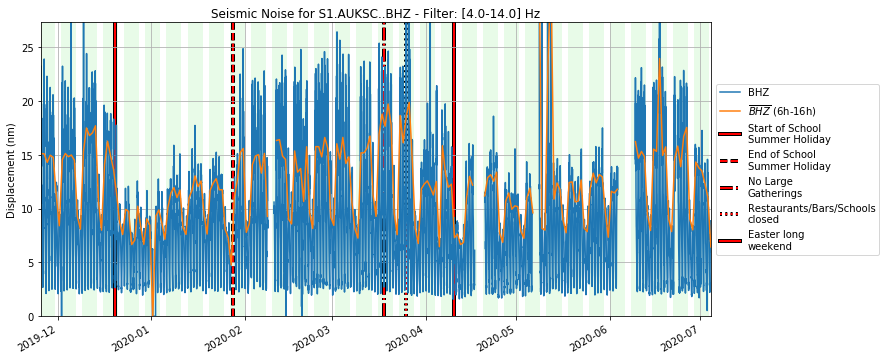 Seismic Noise for S1.AUKSC..BHZ - Filter: [4.0-14.0] Hz
Displacement (nm)
25
20
15
10
5
0
2019-12
2020-01
2020-02
2020-03
2020-04
2020-05
2020-06
2020-07
BHZ
BHZ (6h-16h)
Start of School
Summer Holiday
End of School
Summer Holiday
No Large
Gatherings
Restaurants/Bars/Schools
closed
Easter long
weekend